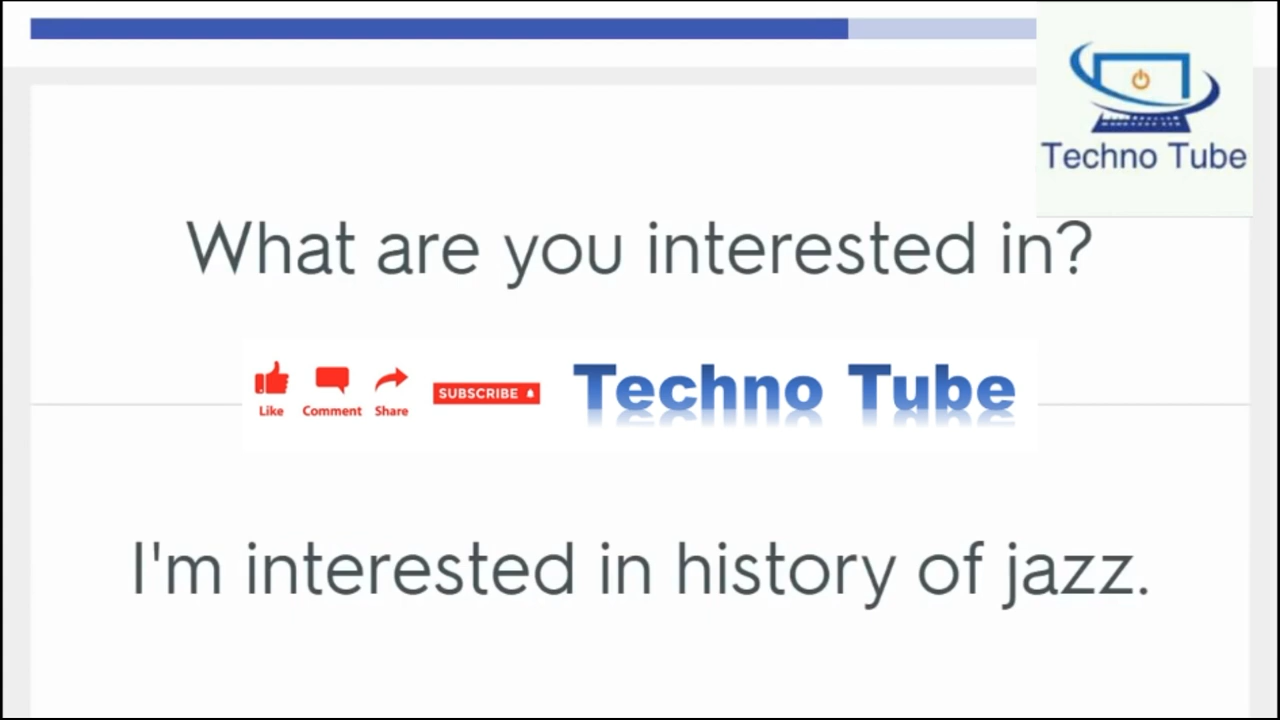 Techno Tube
What are you interested in?
Like Comment Share SUBSCRIBE Techno Tube
I'm interested in history of jazz.